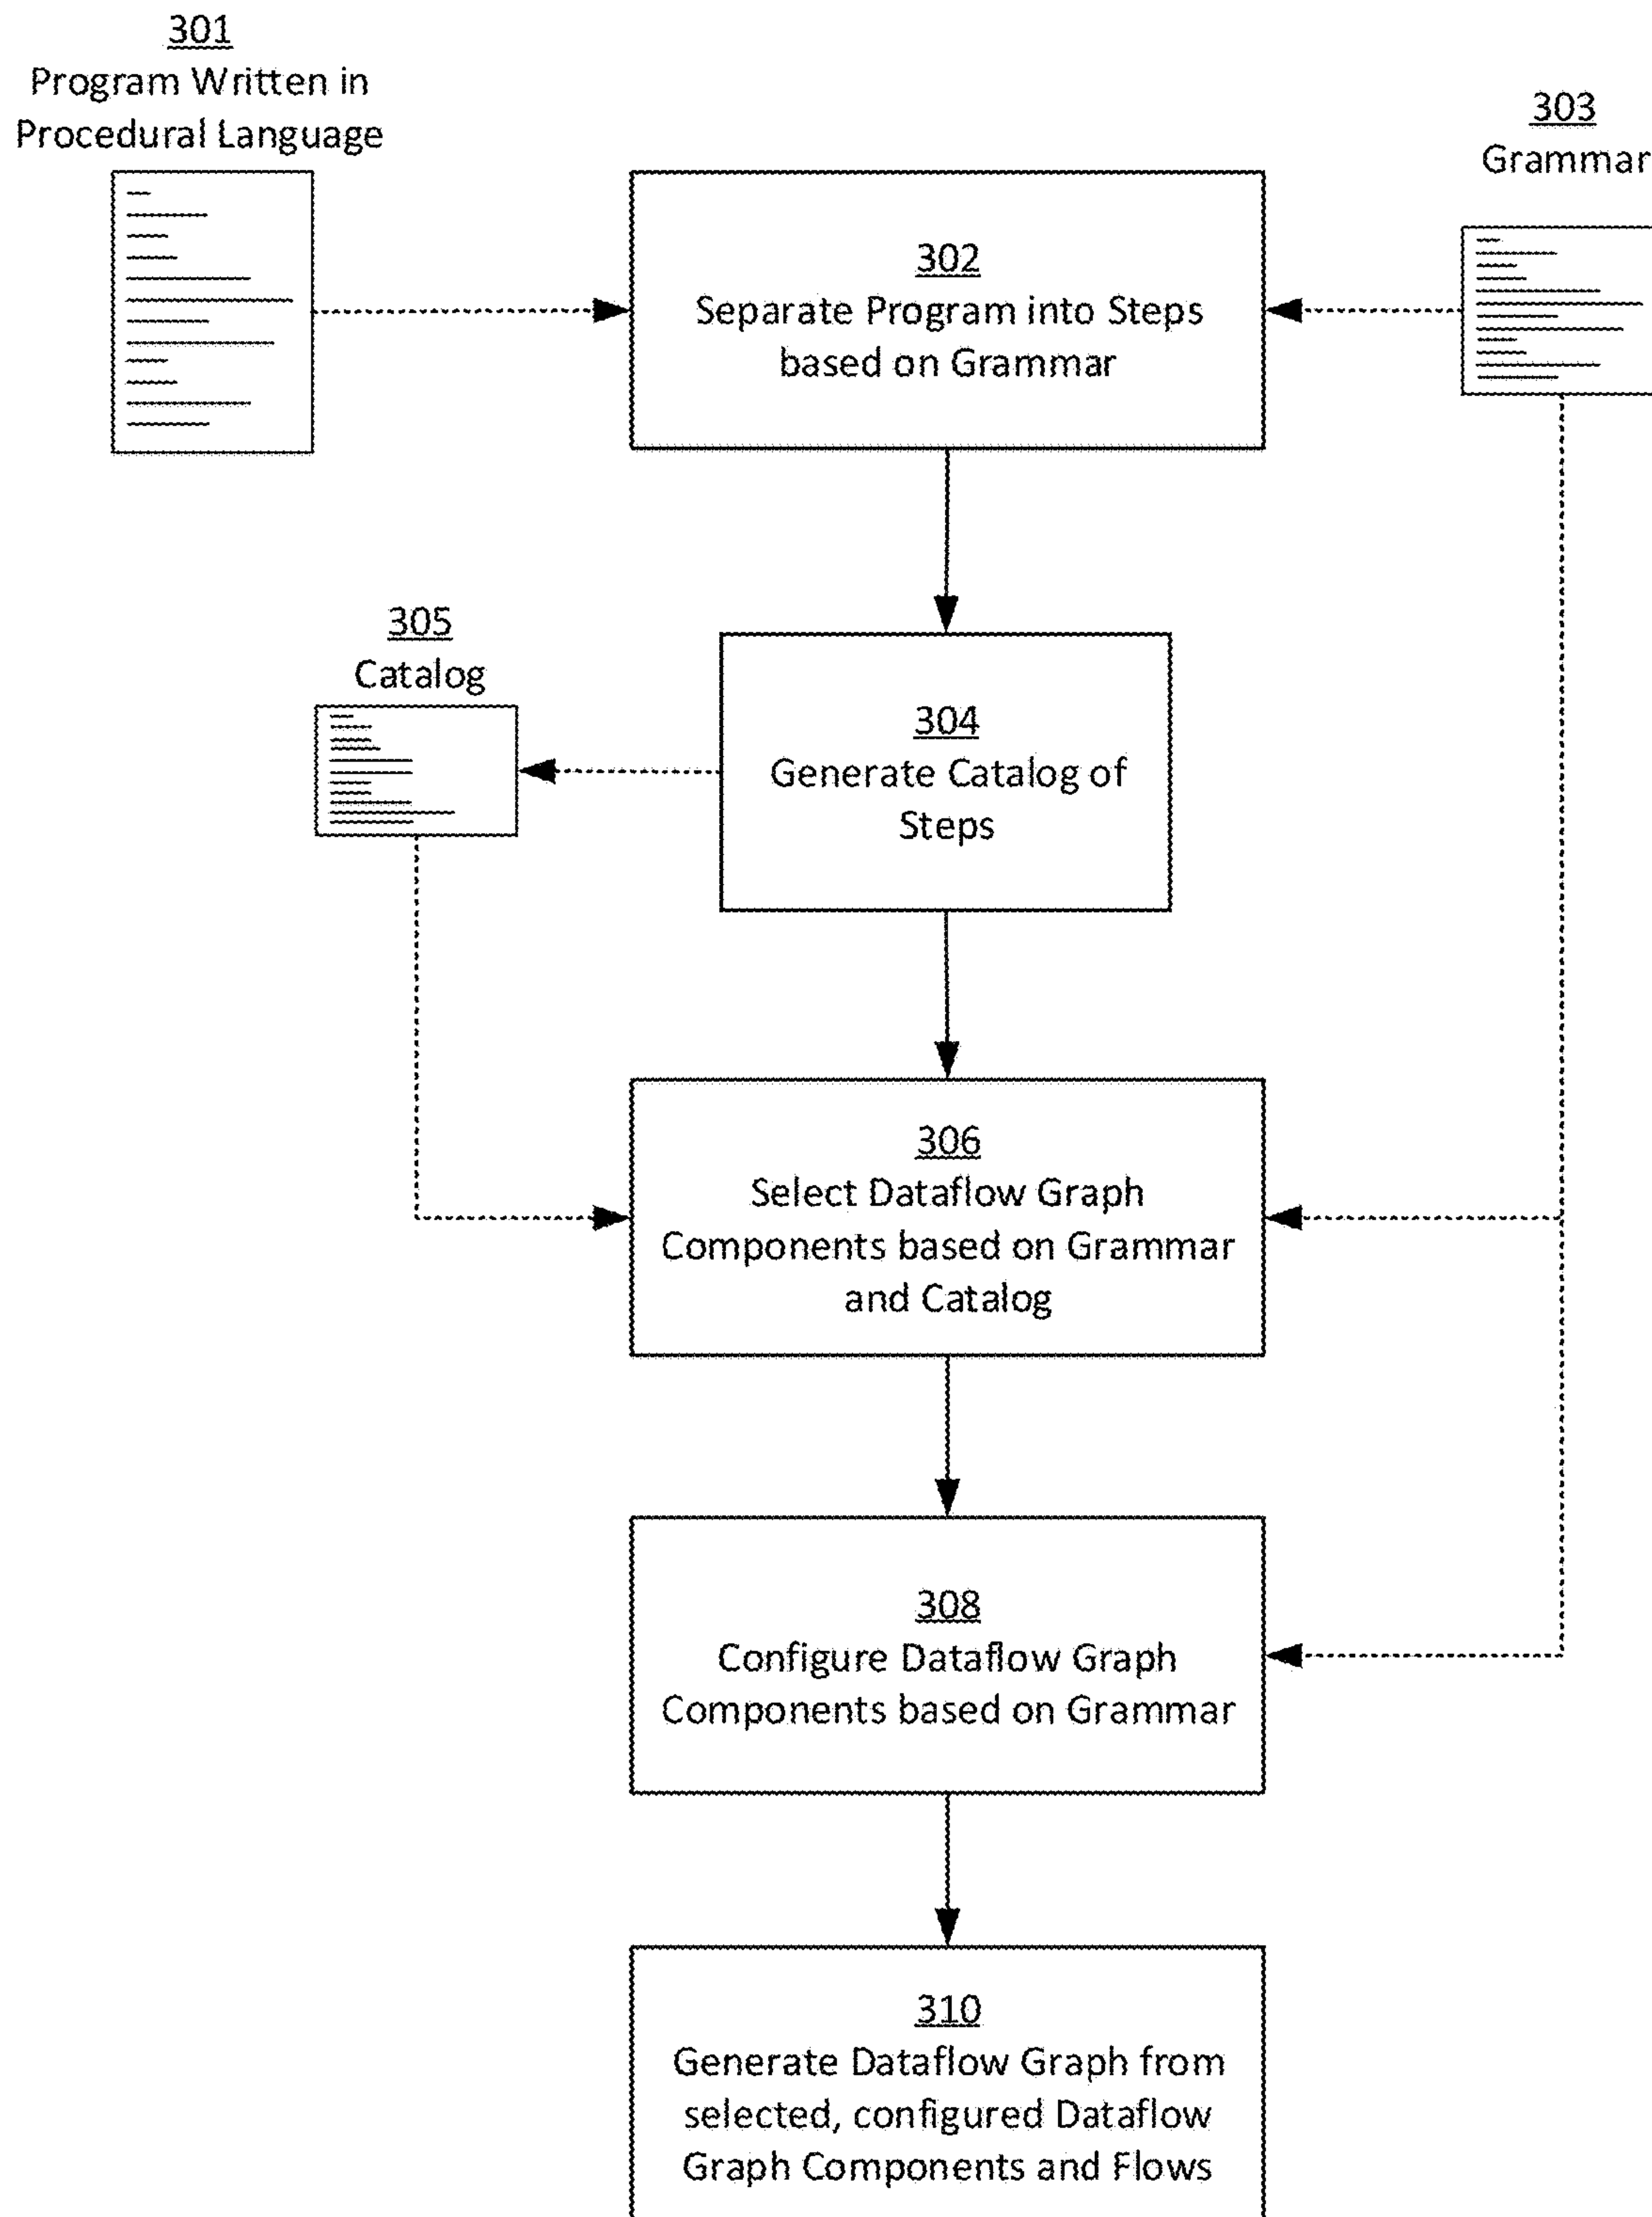 301
Program Written in
Procedural Language
303
Grammar
302
Separate Program into Steps
based on Grammar
305
Catalog
304
Generate Catalog of
Steps
306
Select Dataflow Graph
Components based on Grammar
and Catalog
308
Configure Dataflow Graph
Components based on Grammar
310
Generate Dataflow Graph from
selected, configured Dataflow
Graph Components and Flows